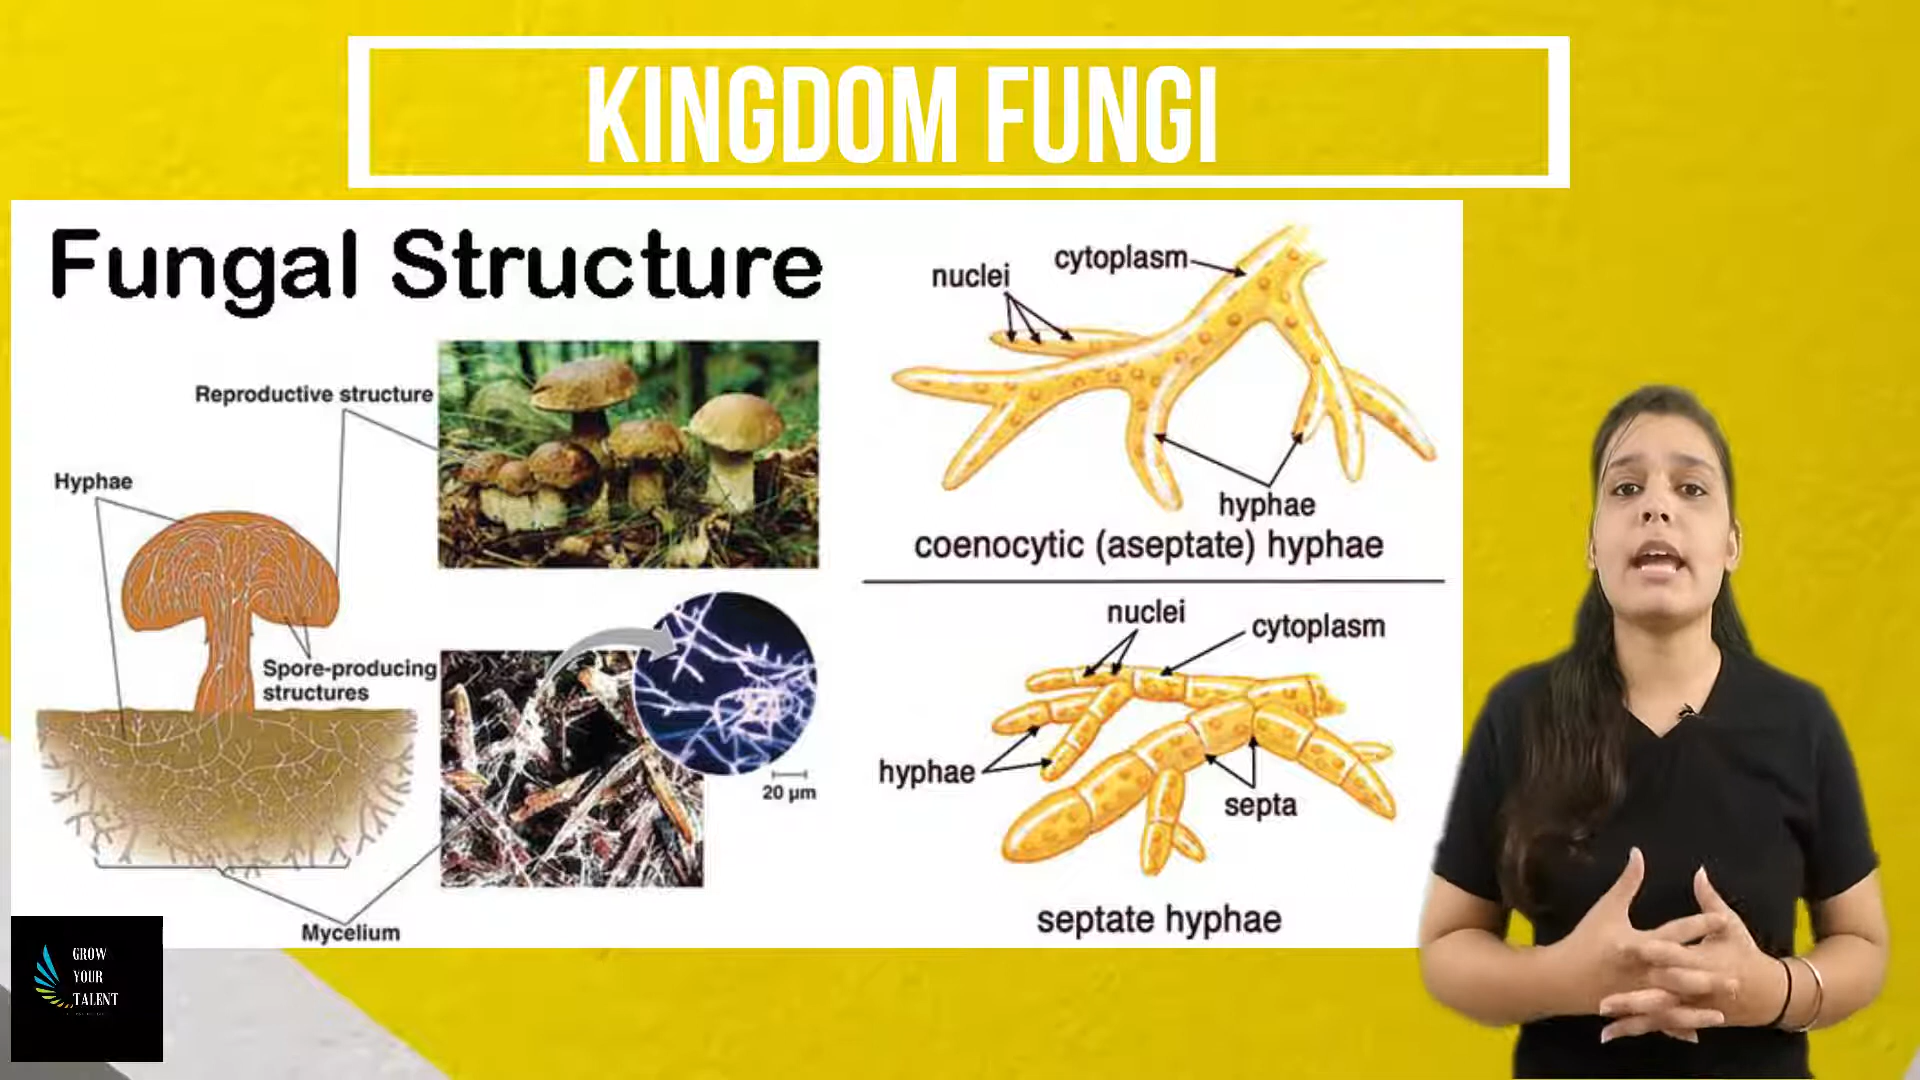 KINGDOM FUNGI
Fungal Structure
Reproductive structure
Hyphae
Spore-producing
structures
20 µm
Mycelium
nuclei
cytoplasm
hyphae
coenocytic (aseptate) hyphae
nuclei
cytoplasm
hyphae
septa
septate hyphae
GROW
YOUR
TALENT